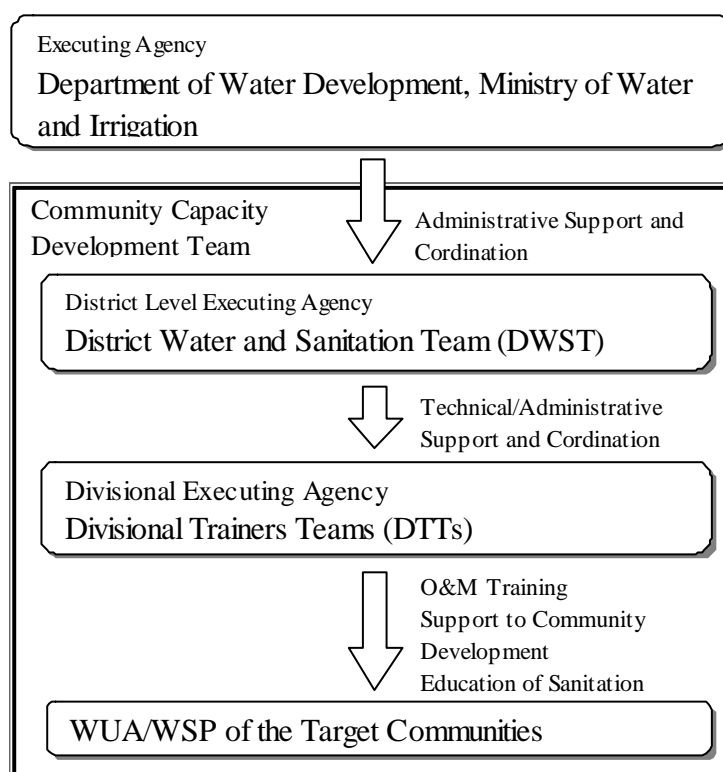 Executing Agency
Department of Water Development, Ministry of Water
and Irrigation
Community Capacity
Development Team
Administrative Support and
Cordination
District Level Executing Agency
District Water and Sanitation Team (DWST)
Technical/Administrative
Support and Cordination
Divisional Executing Agency
Divisional Trainers Teams (DTTs)
O&M Training
Support to Community
Development
Education of Sanitation
WUA/WSP of the Target Communities